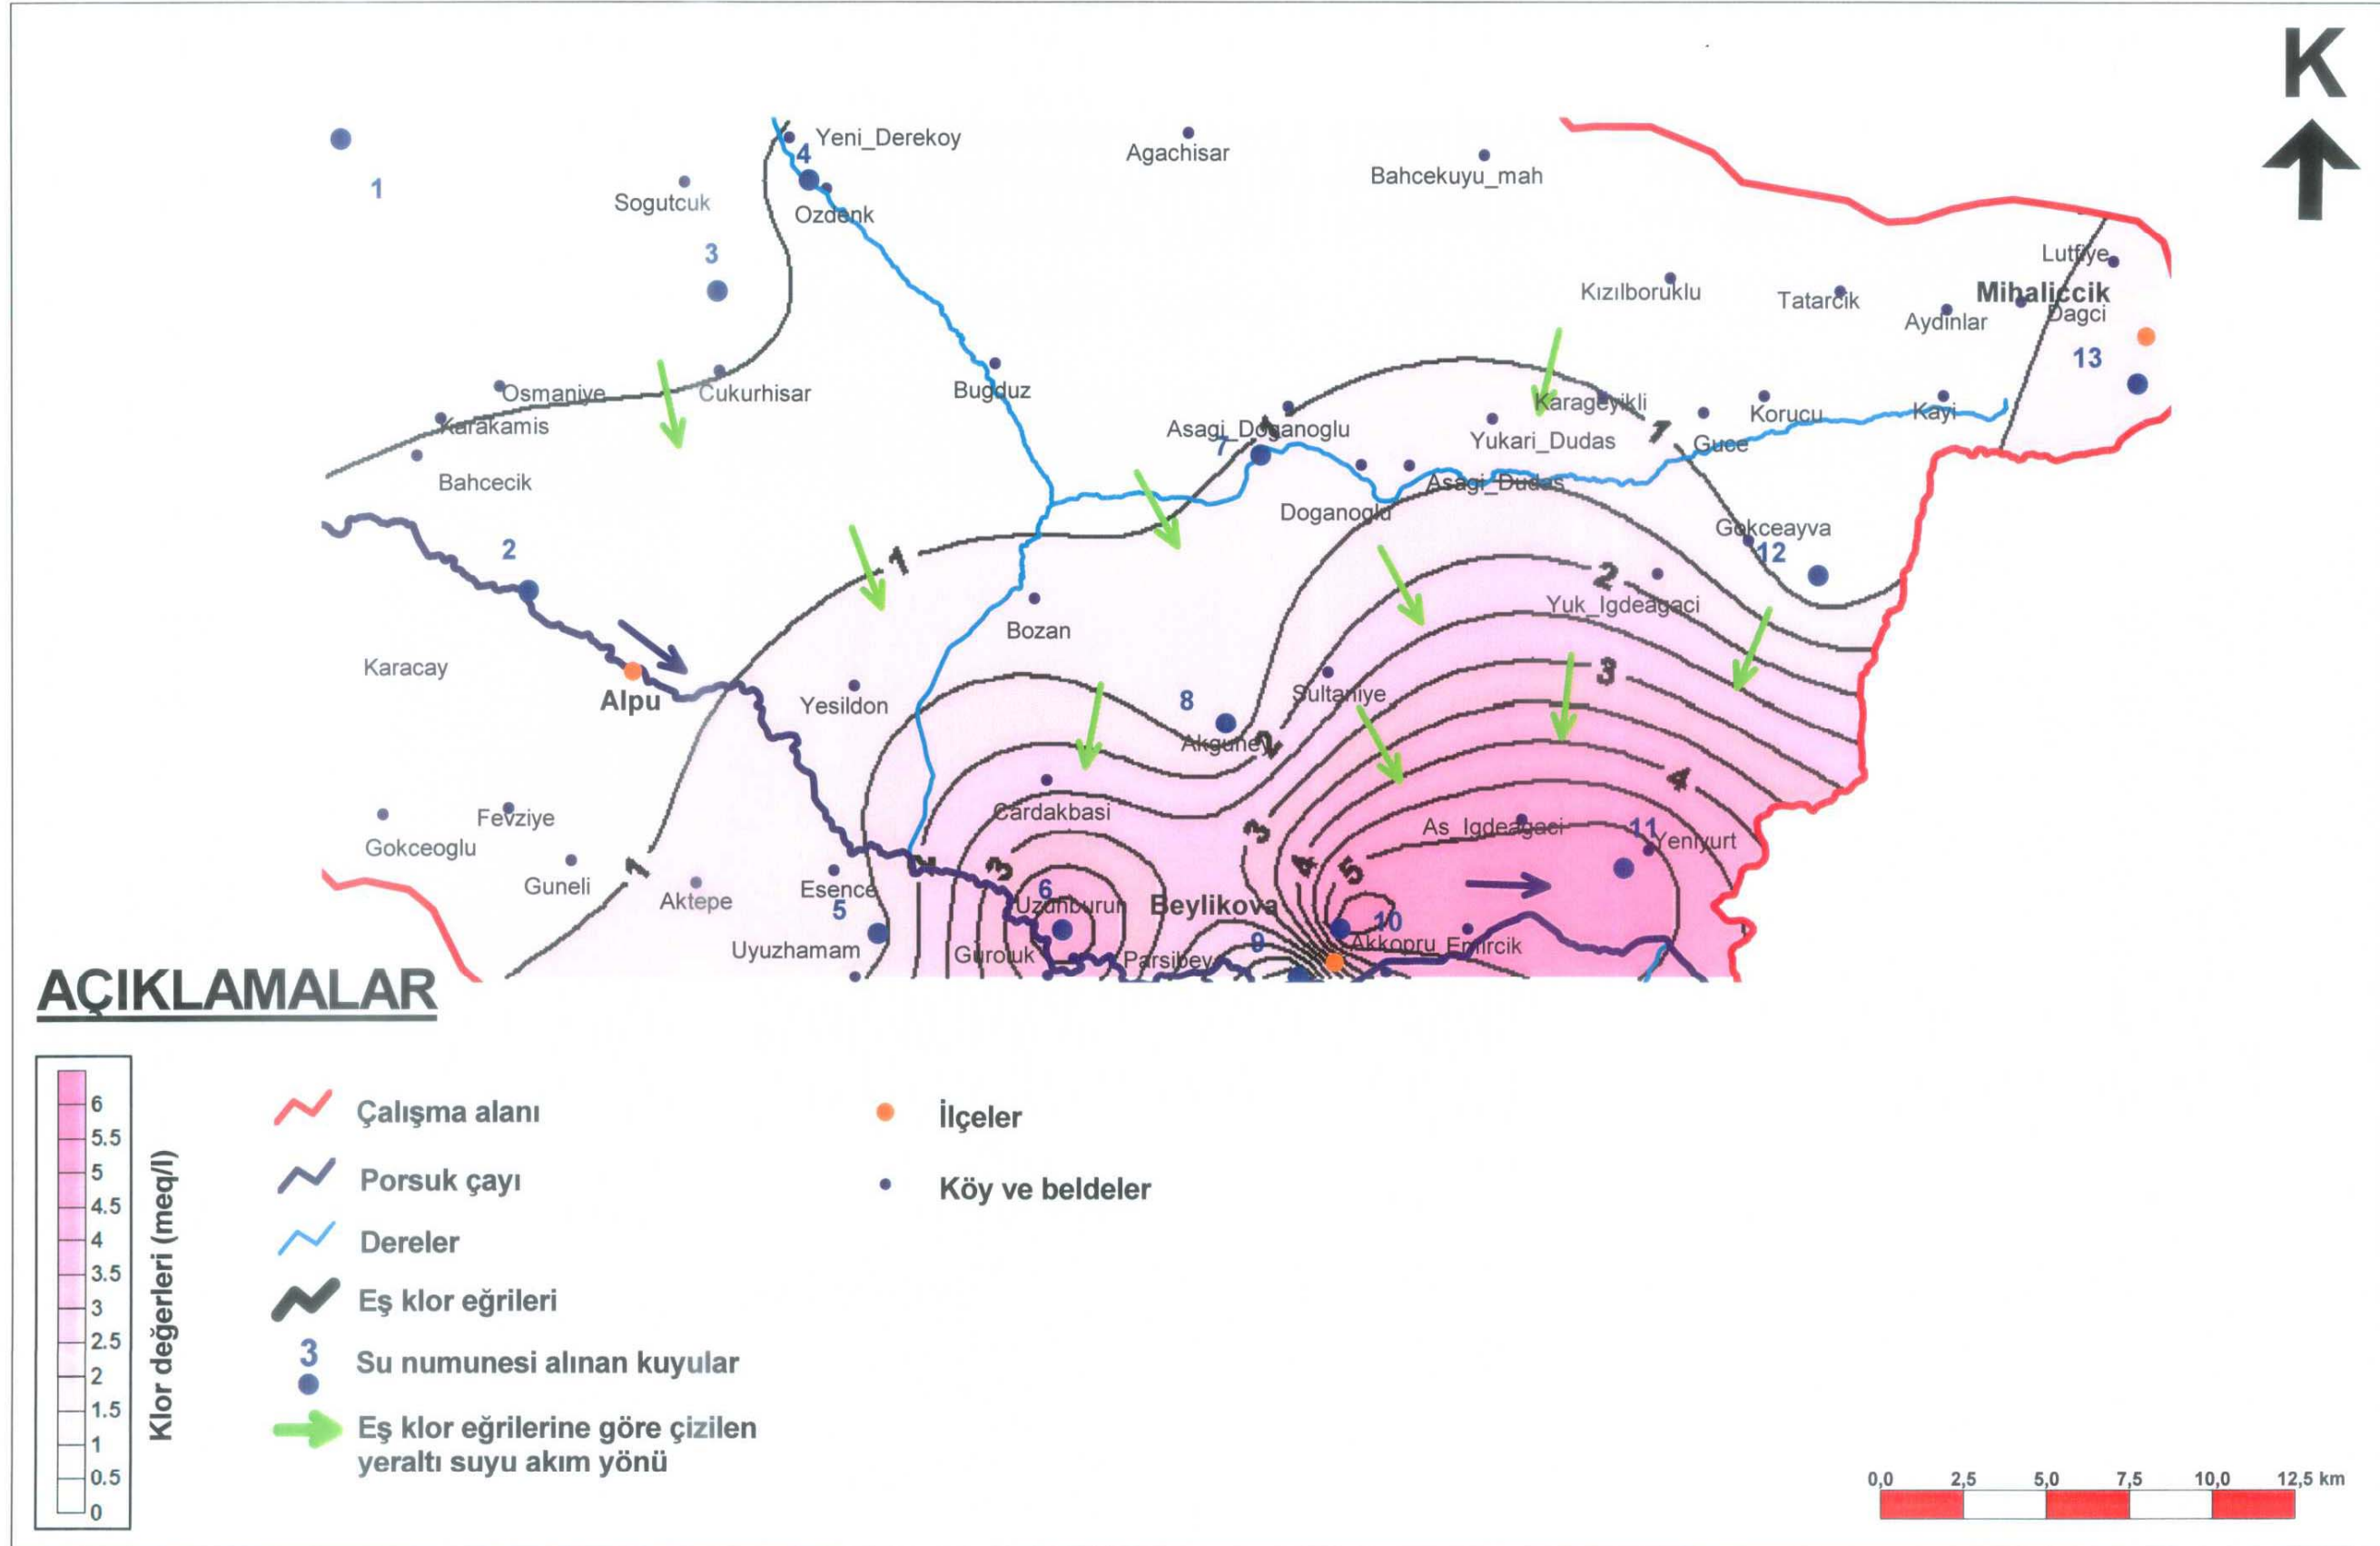 K
Yeni_Derekoy
4
Agachisar
Bahcekuyu_mah
1
Sogutcuk
Ozdenk
3
Lutfiye
Kızılboruklu
Tatarcik
Mihaliccik
Aydinlar
Dagci
13
Osmaniye
Cukurhisar
Bugduz
Karageyikli
Korucu
Kayi
Karakamis
Asagi_Doganoglu
1
1
7
Yukari_Dudas
Guce
Bahcecik
Asagi_Dudas
Doganoglu
Gokceayva
2
12
1
2
Yuk_Igdeagaci
Bozan
Karacay
3
Alpu
Yesildon
8
Sultaniye
Akguney
2
4
Fevziye
Cardakbasi
As_Igdeagaci
11
Yeniyurt
Gokceoglu
3
1
2
3
4
5
Guneli
Aktepe
Esence
6
Uzunburun
Beylikova
5
10
Uyuzhamam
Guroluk
Parsibey
9
Akkopru_Emircik
AÇIKLAMALAR
6
5.5
5
4.5
4
3.5
3
2.5
2
1.5
1
0.5
0
Klor değerleri (meq/l)
Çalışma alanı
İlçeler
Porsuk çayı
Köy ve beldeler
Dereler
Eş klor eğrileri
3
Su numunesi alınan kuyular
Eş klor eğrilerine göre çizilen
yeraltı suyu akım yönü
0,0 2,5 5,0 7,5 10,0 12,5 km